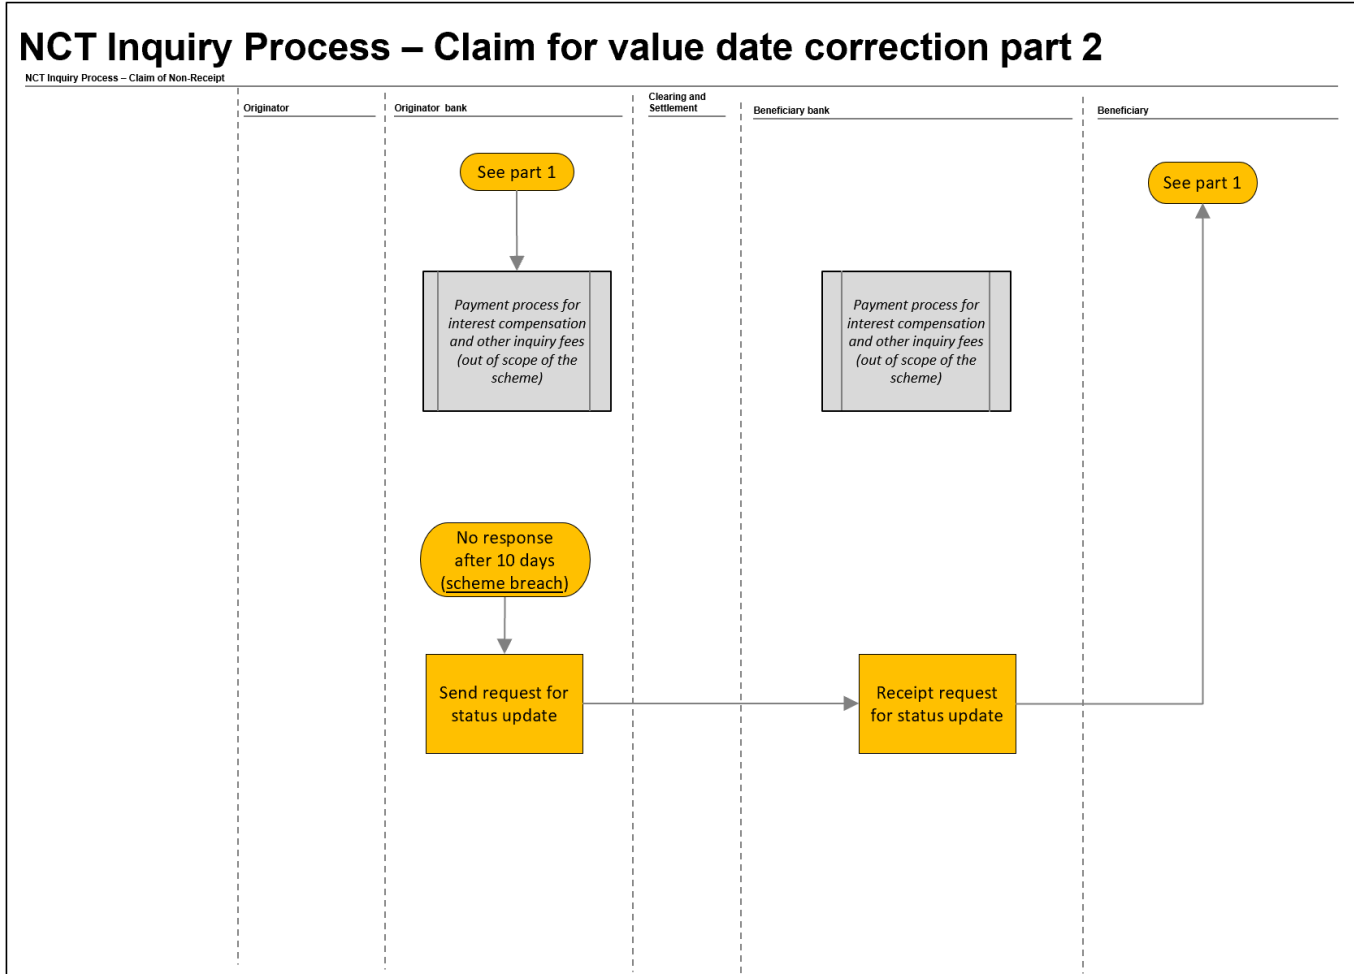 NCT Inquiry Process – Claim for value date correction part 2
NCT Inquiry Process – Claim of Non-Receipt
Originator
Originator bank
Clearing and
Settlement
Beneficiary bank
Beneficiary
See part 1
See part 1
Payment process for
interest compensation
and other inquiry fees
(out of scope of the
scheme)
Payment process for
interest compensation
and other inquiry fees
(out of scope of the
scheme)
No response
after 10 days
(scheme breach)
Send request for
status update
Receipt request
for status update